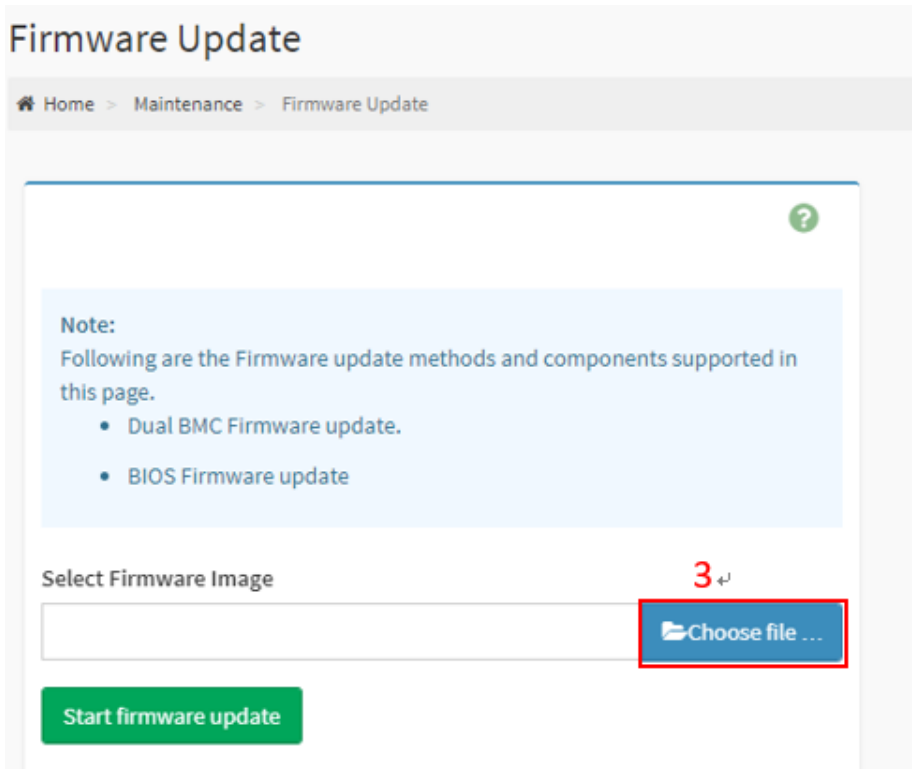 Firmware Update
Home > Maintenance > Firmware Update
Note:
Following are the Firmware update methods and components supported in
this page.
• Dual BMC Firmware update.
• BIOS Firmware update
Select Firmware Image
3↵
Choose file ...
Start firmware update